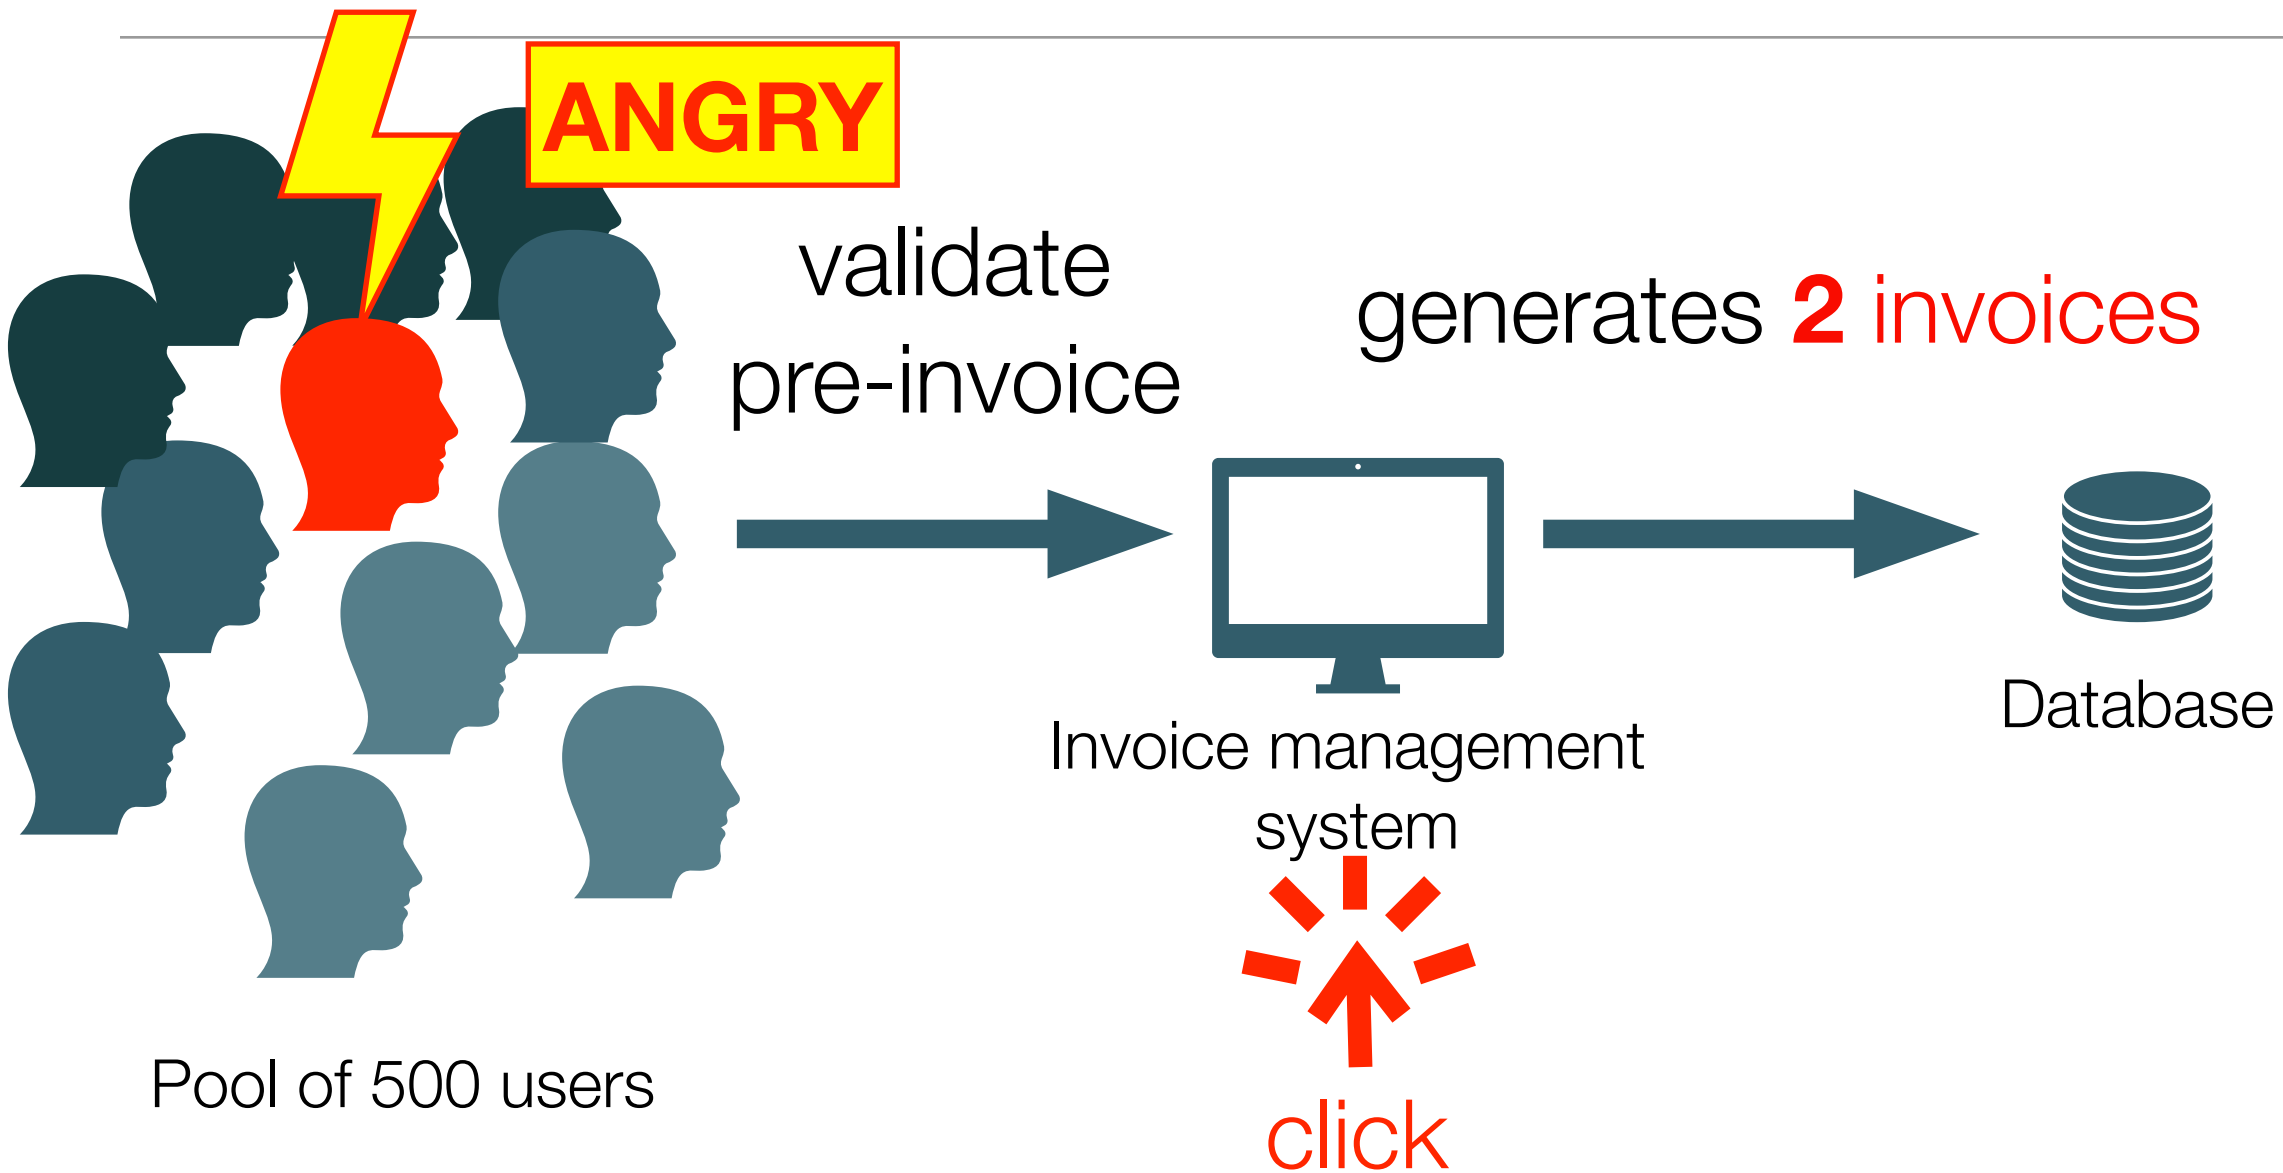 ANGRY
validate
pre-invoice
generates 2 invoices
Invoice management
system
Database
click
Pool of 500 users